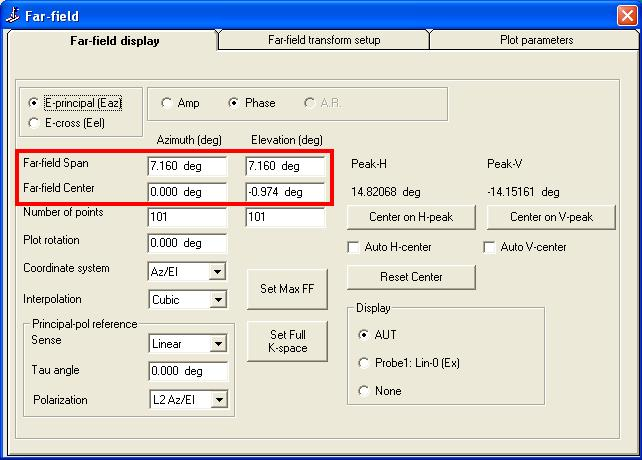 Far-field
Far-field display
Far-field transform setup
Plot parameters
E-principal (Eaz)
E-cross (Eel)
Amp
Phase
A.R.
Azimuth (deg)
Elevation (deg)
Far-field Span
7.160 deg
7.160 deg
Far-field Center
0.000 deg
-0.974 deg
Number of points
101
101
Plot rotation
0.000 deg
Coordinate system
Az/El
Interpolation
Cubic
Principal-pol reference
Sense
Linear
Tau angle
0.000 deg
Polarization
L2 Az/El
Set Max FF
Set Full
K-space
Peak-H
Peak-V
14.82068 deg
-14.15161 deg
Center on H-peak
Center on V-peak
Auto H-center
Auto V-center
Reset Center
Display
AUT
Probe1: Lin-0 (Ex)
None